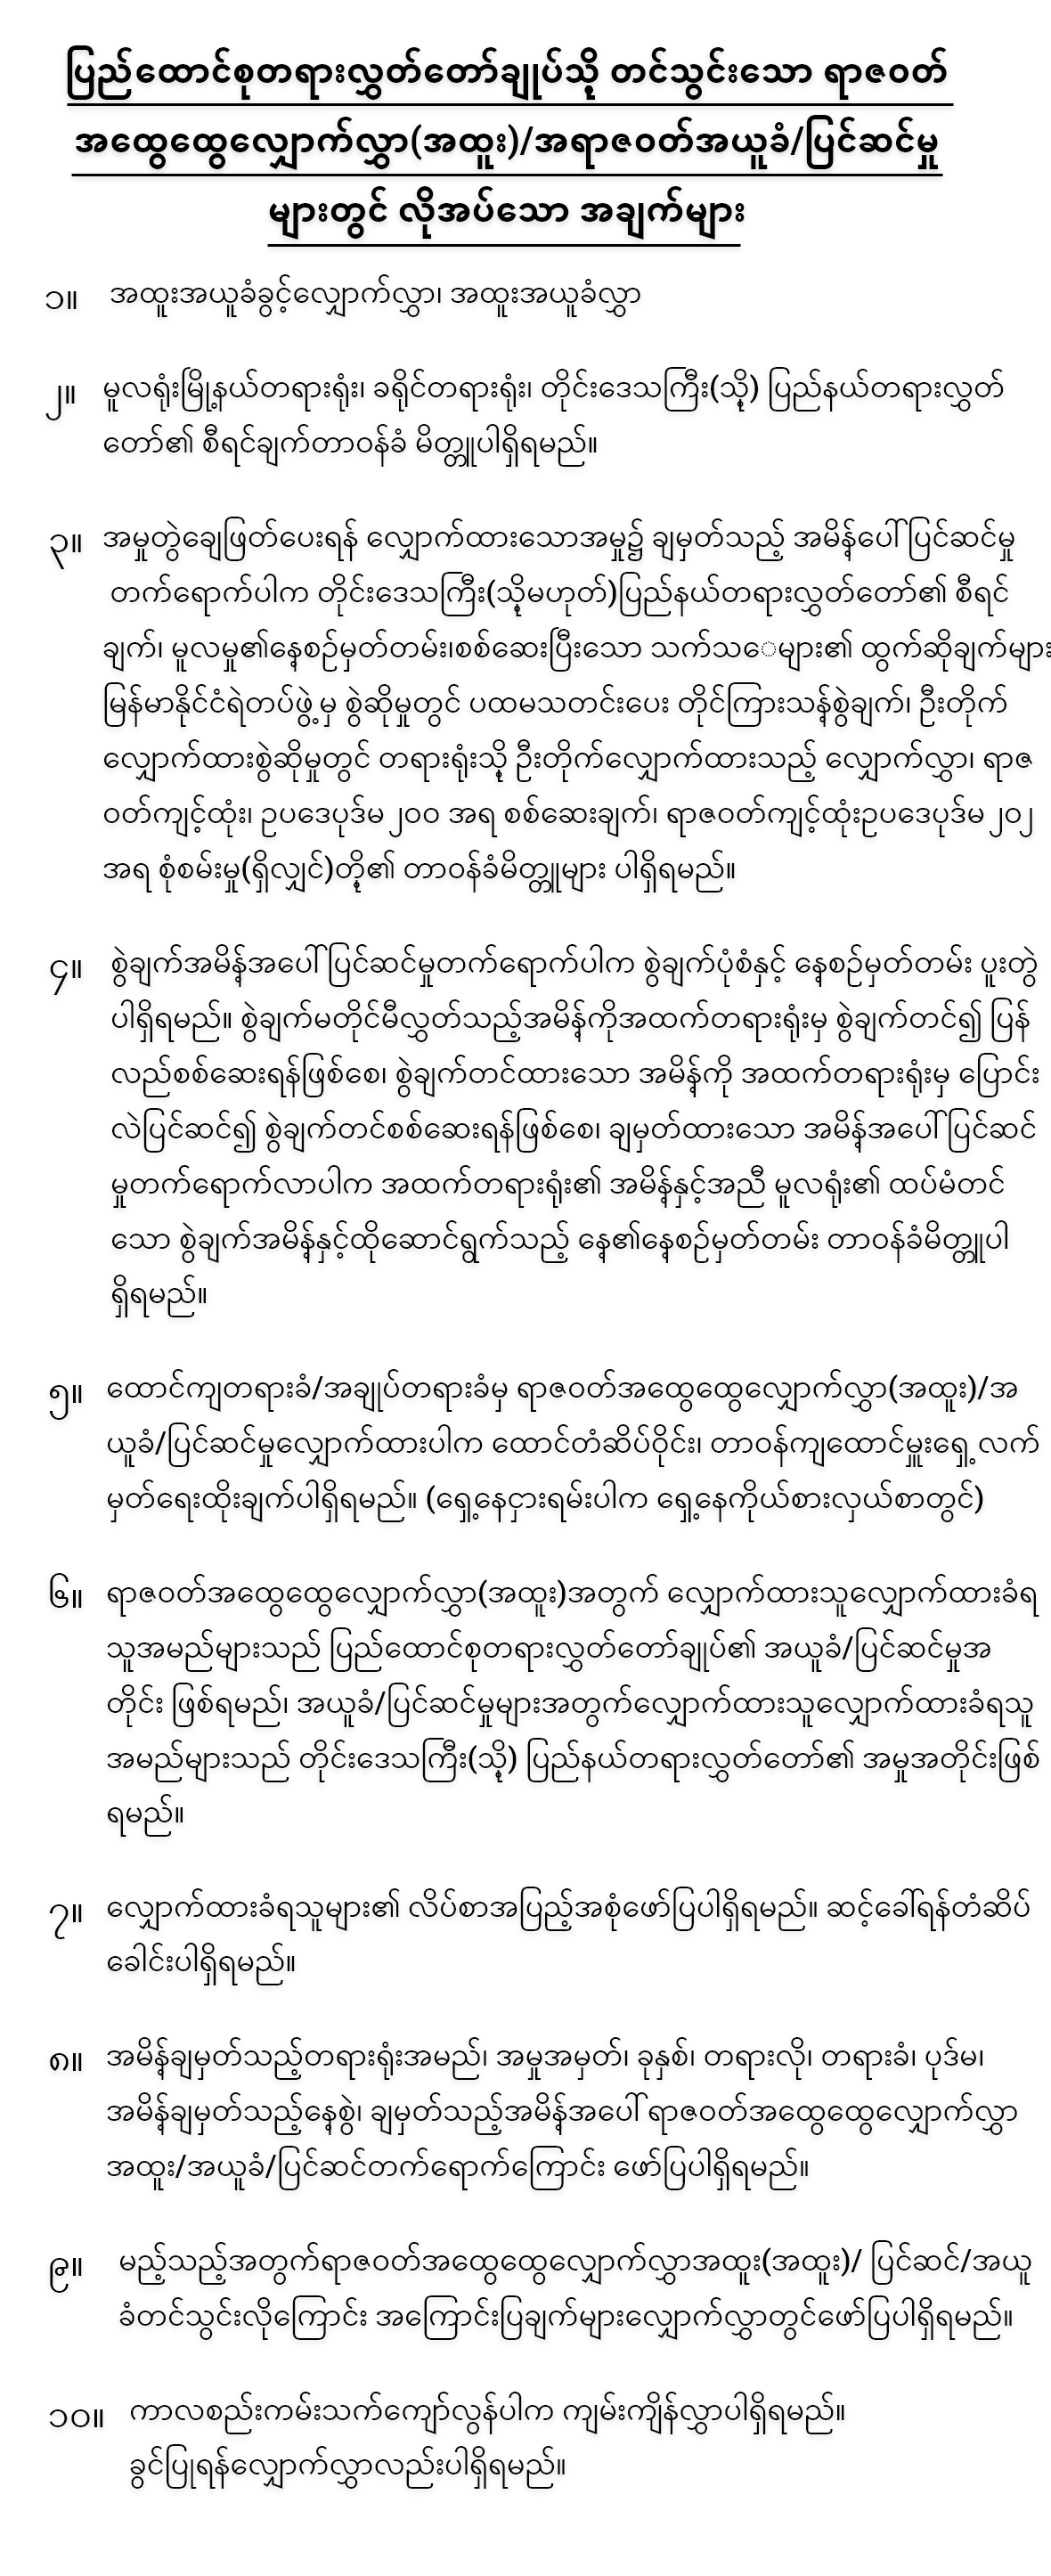 ပြည်ထောင်စုတရားလွှတ်တော်ချုပ်သို့ တင်သွင်းသော ရာဇဝတ်
အထွေထွေလျှောက်လွှာ(အထူး)/အရာဇဝတ်အယူခံ/ပြင်ဆင်မှု
များတွင် လိုအပ်သော အချက်များ
၁။ အထူးအယူခံခွင့်လျှောက်လွှာ၊ အထူးအယူခံလွှာ
၂။ မူလရုံးမြို့နယ်တရားရုံး၊ ခရိုင်တရားရုံး၊ တိုင်းဒေသကြီး(သို့) ပြည်နယ်တရားလွှတ်
တော်၏ စီရင်ချက်တာဝန်ခံ မိတ္တူပါရှိရမည်။
၃။ အမှုတွဲချေဖြတ်ပေးရန် လျှောက်ထားသောအမှု၌ ချမှတ်သည့် အမိန့်ပေါ်ပြင်ဆင်မှု
တက်ရောက်ပါက တိုင်းဒေသကြီး(သို့မဟုတ်)ပြည်နယ်တရားလွှတ်တော်၏ စီရင်
ချက်၊ မူလမှု၏နေ့စဉ်မှတ်တမ်း၊စစ်ဆေးပြီးသော သက်သေများ၏ ထွက်ဆိုချက်များ
မြန်မာနိုင်ငံရဲတပ်ဖွဲ့မှ စွဲဆိုမှုတွင် ပထမသတင်းပေး တိုင်ကြားသန့်စွဲချက်၊ ဦးတိုက်
လျှောက်ထားစွဲဆိုမှုတွင် တရားရုံးသို့ ဦးတိုက်လျှောက်ထားသည့် လျှောက်လွှာ၊ ရာဇ
ဝတ်ကျင့်ထုံး၊ ဥပဒေပုဒ်မ၂၀၀ အရ စစ်ဆေးချက်၊ ရာဇဝတ်ကျင့်ထုံးဥပဒေပုဒ်မ၂၀၂
အရ စုံစမ်းမှု(ရှိလျှင်)တို့၏ တာဝန်ခံမိတ္တူများ ပါရှိရမည်။
၄။ စွဲချက်အမိန့်အပေါ်ပြင်ဆင်မှုတက်ရောက်ပါက စွဲချက်ပုံစံနှင့် နေ့စဉ်မှတ်တမ်း ပူးတွဲ
ပါရှိရမည်။ စွဲချက်မတိုင်မီလွှတ်သည့်အမိန့်ကိုအထက်တရားရုံးမှ စွဲချက်တင်၍ ပြန်
လည်စစ်ဆေးရန်ဖြစ်စေ၊ စွဲချက်တင်ထားသော အမိန့်ကို အထက်တရားရုံးမှ ပြောင်း
လဲပြင်ဆင်၍ စွဲချက်တင်စစ်ဆေးရန်ဖြစ်စေ၊ ချမှတ်ထားသော အမိန့်အပေါ်ပြင်ဆင်
မှုတက်ရောက်လာပါက အထက်တရားရုံး၏ အမိန့်နှင့်အညီ မူလရုံး၏ ထပ်မံတင်
သော စွဲချက်အမိန့်နှင့်ထိုဆောင်ရွက်သည့် နေ့၏နေ့စဉ်မှတ်တမ်း တာဝန်ခံမိတ္တူပါ
ရှိရမည်။
၅။ ထောင်ကျတရားခံ/အချုပ်တရားခံမှ ရာဇဝတ်အထွေထွေလျှောက်လွှာ(အထူး)/အ
ယူခံ/ပြင်ဆင်မှုလျှောက်ထားပါက ထောင်တံဆိပ်ဝိုင်း၊ တာဝန်ကျထောင်မှူးရှေ့လက်
မှတ်ရေးထိုးချက်ပါရှိရမည်။ (ရှေ့နေငှားရမ်းပါက ရှေ့နေကိုယ်စားလှယ်စာတွင်)
၆။ ရာဇဝတ်အထွေထွေလျှောက်လွှာ(အထူး)အတွက် လျှောက်ထားသူလျှောက်ထားခံရ
သူအမည်များသည် ပြည်ထောင်စုတရားလွှတ်တော်ချုပ်၏ အယူခံ/ပြင်ဆင်မှုအ
တိုင်း ဖြစ်ရမည်၊ အယူခံ/ပြင်ဆင်မှုများအတွက်လျှောက်ထားသူလျှောက်ထားခံရသူ
အမည်များသည် တိုင်းဒေသကြီး(သို့) ပြည်နယ်တရားလွှတ်တော်၏ အမှုအတိုင်းဖြစ်
ရမည်။
၇။ လျှောက်ထားခံရသူများ၏ လိပ်စာအပြည့်အစုံဖော်ပြပါရှိရမည်။ ဆင့်ခေါ်ရန်တံဆိပ်
ခေါင်းပါရှိရမည်။
၈။ အမိန့်ချမှတ်သည့်တရားရုံးအမည်၊ အမှုအမှတ်၊ ခုနှစ်၊ တရားလို၊ တရားခံ၊ ပုဒ်မ၊
အမိန့်ချမှတ်သည့်နေ့စွဲ၊ ချမှတ်သည့်အမိန့်အပေါ် ရာဇဝတ်အထွေထွေလျှောက်လွှာ
အထူး/အယူခံ/ပြင်ဆင်တက်ရောက်ကြောင်း ဖော်ပြပါရှိရမည်။
၉။ မည့်သည့်အတွက်ရာဇဝတ်အထွေထွေလျှောက်လွှာအထူး(အထူး)/ ပြင်ဆင်/အယူ
ခံတင်သွင်းလိုကြောင်း အကြောင်းပြချက်များလျှောက်လွှာတွင်ဖော်ပြပါရှိရမည်။
၁၀။ ကာလစည်းကမ်းသက်ကျော်လွန်ပါက ကျမ်းကျိန်လွှာပါရှိရမည်။
ခွင်ပြုရန်လျှောက်လွှာလည်းပါရှိရမည်။